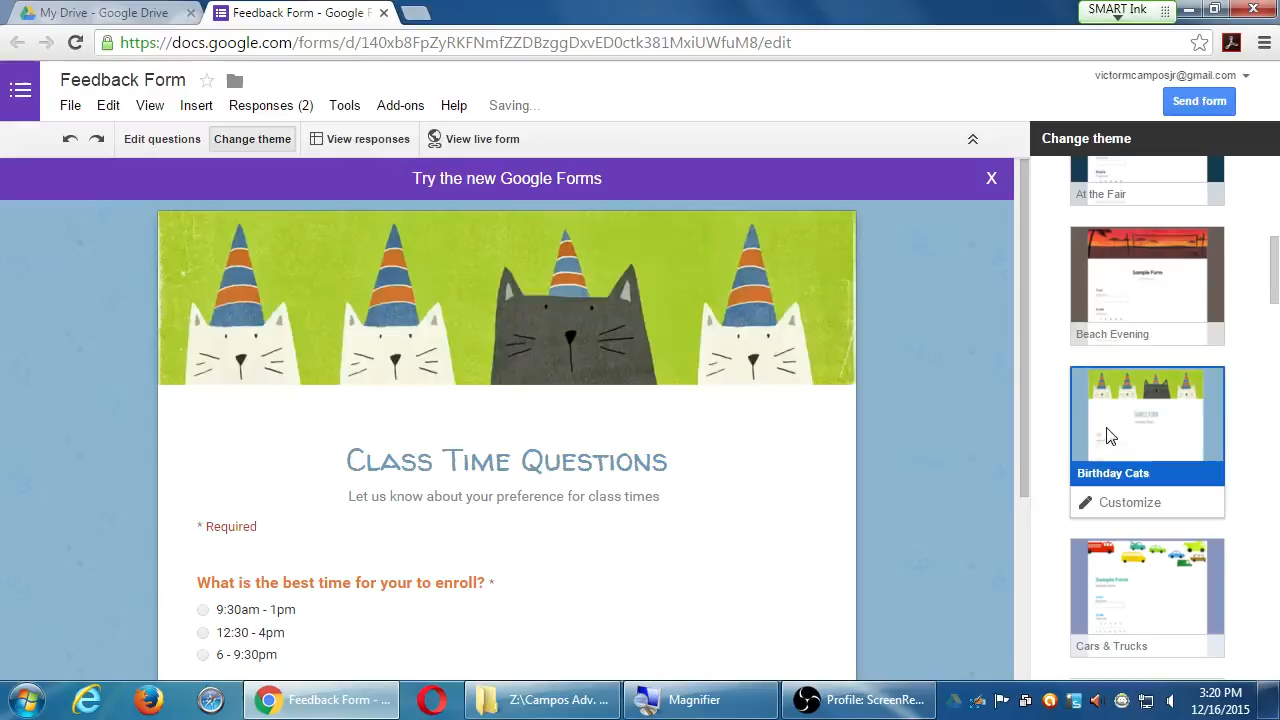 My Drive - Google Drive
Feedback Form - Google F
SMART Ink
https://docs.google.com/forms/d/140xb8FpZyRKFNmfZZDBzggDxvED0ctk381MxiUWfuM8/edit
Feedback Form
victormcamposjr@gmail.com
File Edit View Insert Responses (2) Tools Add-ons Help Saving...
Send form
Edit questions Change theme View responses View live form
Change theme
Try the new Google Forms X
At the Fair
Sample Form
Beach Evening
Class Time Questions
Let us know about your preference for class times
* Required
What is the best time for your to enroll? *
9:30am - 1pm
12:30 - 4pm
6 - 9:30pm
Birthday Cats
Customize
Sample Form
Cars & Trucks
Feedback Form - ...
Z:\Campos Adv. ...
Magnifier
Profile: ScreenRe...
3:20 PM
12/16/2015